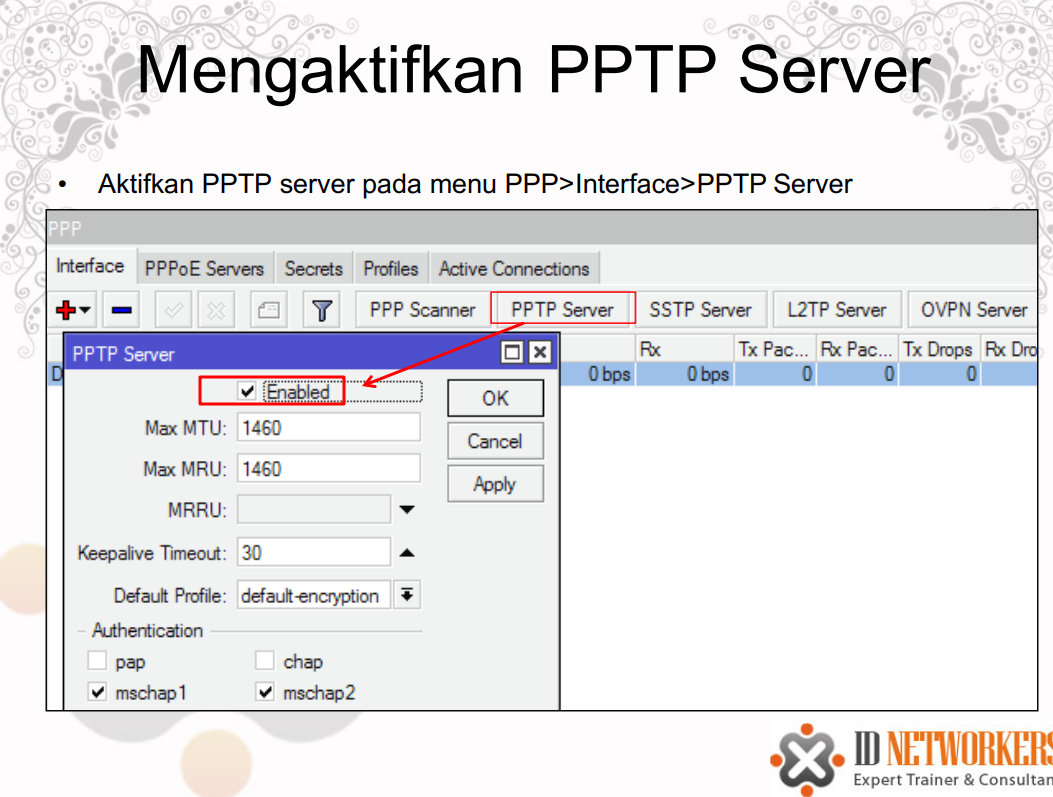 Mengaktifkan PPTP Server
• Aktifkan PPTP server pada menu PPP>Interface>PPTP Server
PPP
Interface PPPoE Servers Secrets Profiles Active Connections
PPP Scanner PPTP Server SSTP Server L2TP Server OVPN Server
Rx Tx Pac... Rx Pac... Tx Drops Rx Dro
D 0 bps 0 bps 0 0 0
PPTP Server
Enabled
OK
Max MTU: 1460
Cancel
Max MRU: 1460
Apply
MRRU:
Keepalive Timeout: 30
Default Profile: default-encryption
Authentication
pap chap
mschap1 mschap2
ID NETWORKERS
Expert Trainer & Consultan